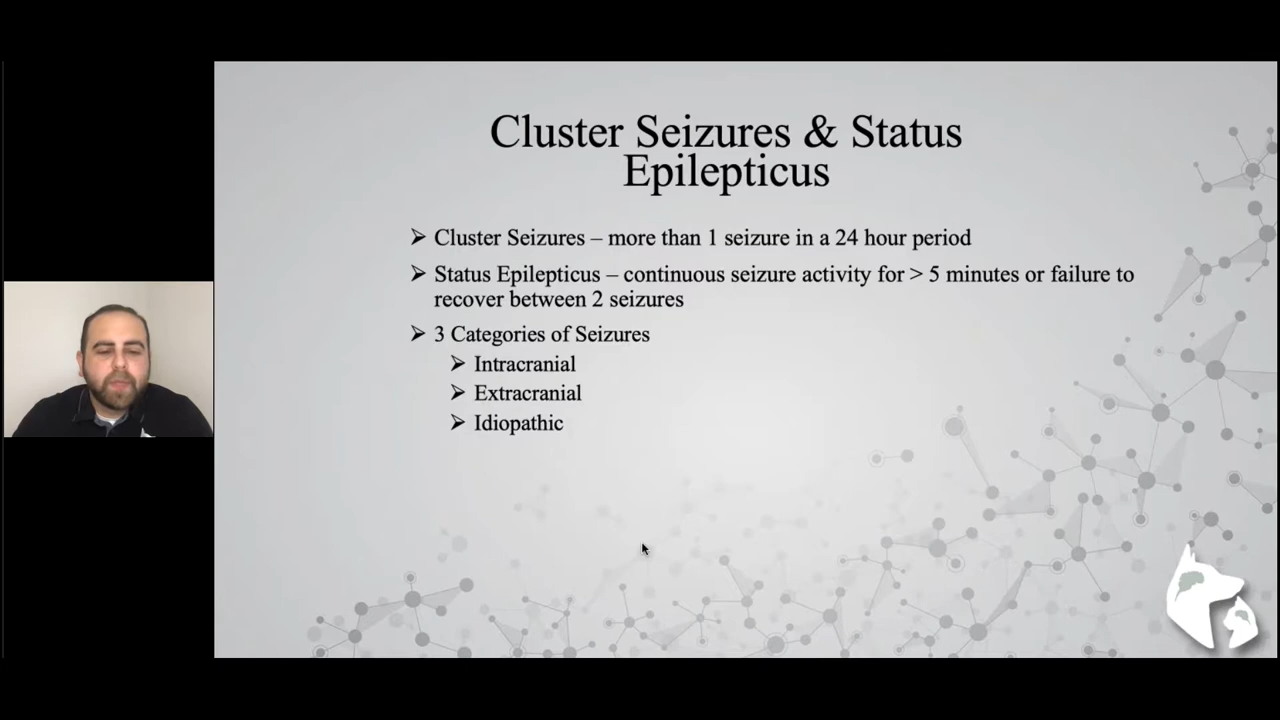 Cluster Seizures & Status
Epilepticus
➢ Cluster Seizures – more than 1 seizure in a 24 hour period
➢ Status Epilepticus – continuous seizure activity for > 5 minutes or failure to
recover between 2 seizures
➢ 3 Categories of Seizures
➢ Intracranial
➢ Extracranial
➢ Idiopathic